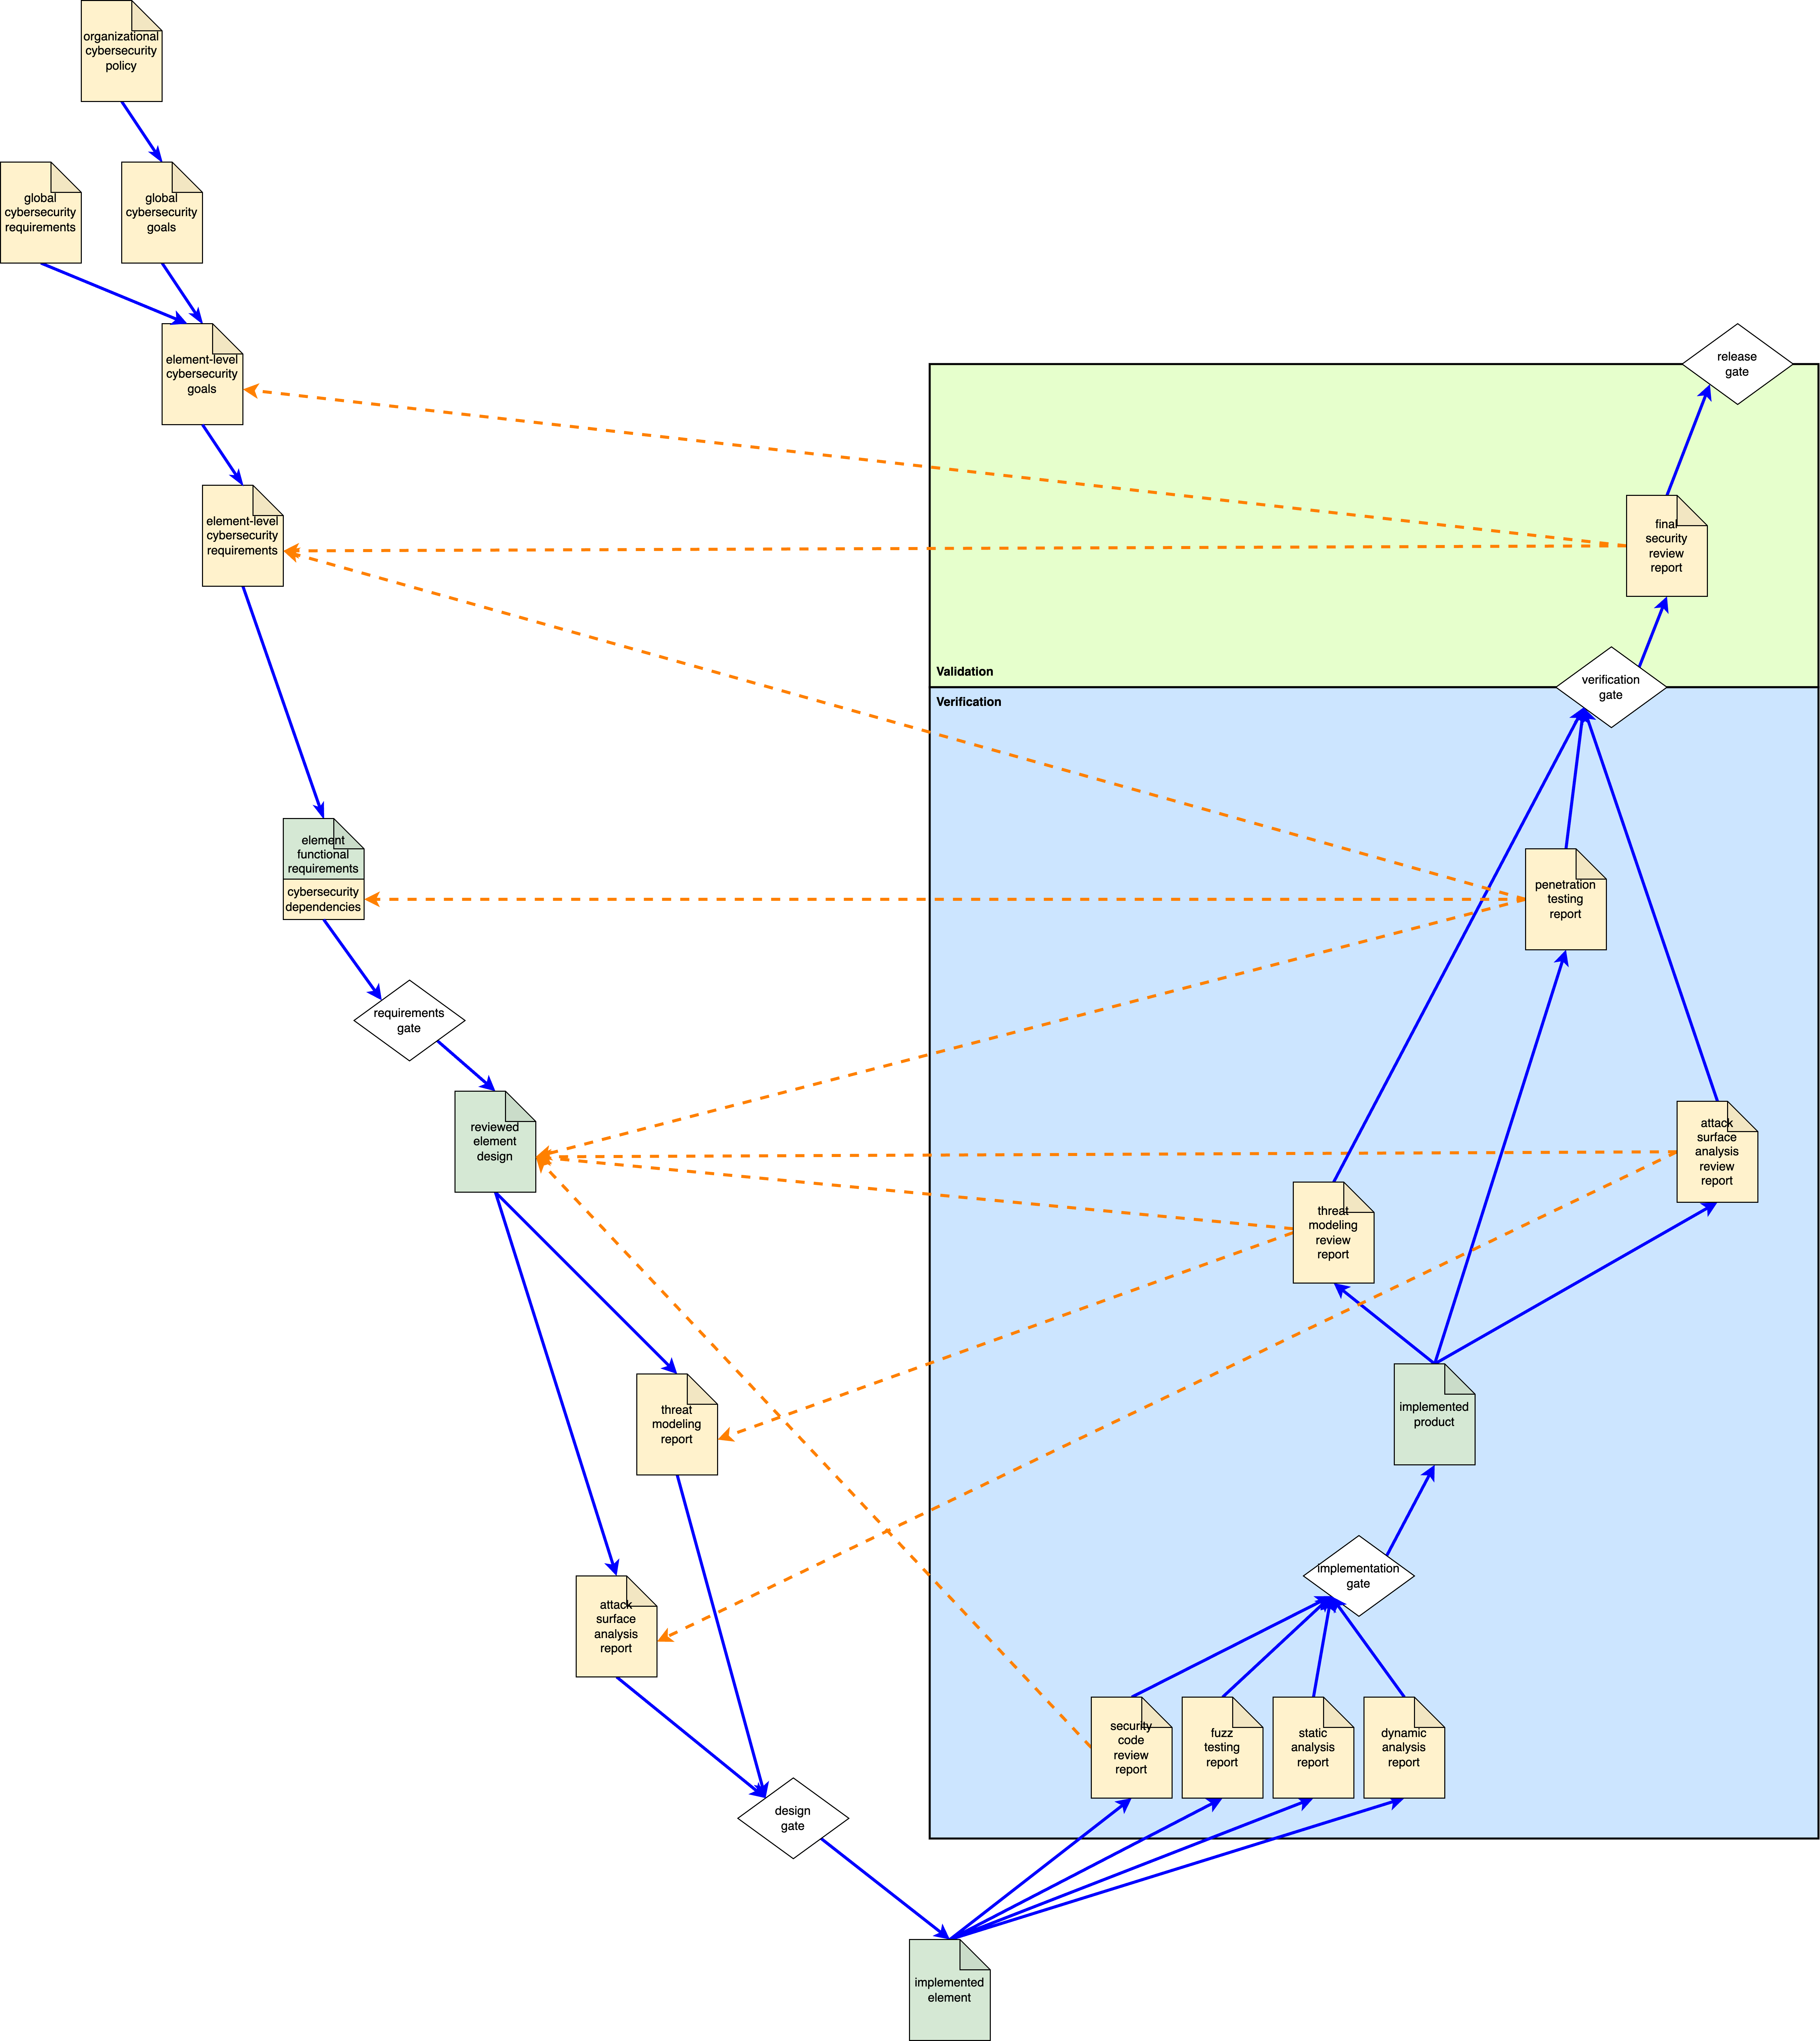 organizational
cybersecurity
policy
global
cybersecurity
requirements
global
cybersecurity
goals
element-level
cybersecurity
goals
release
gate
element-level
cybersecurity
requirements
final
security
review
report
Validation
verification
gate
Verification
element
functional
requirements
cybersecurity
dependencies
penetration
testing
report
requirements
gate
reviewed
element
design
attack
surface
analysis
review
report
threat
modeling
review
report
threat
modeling
report
implemented
product
implementation
gate
attack
surface
analysis
report
security
code
review
report
fuzz
testing
report
static
analysis
report
dynamic
analysis
report
design
gate
implemented
element